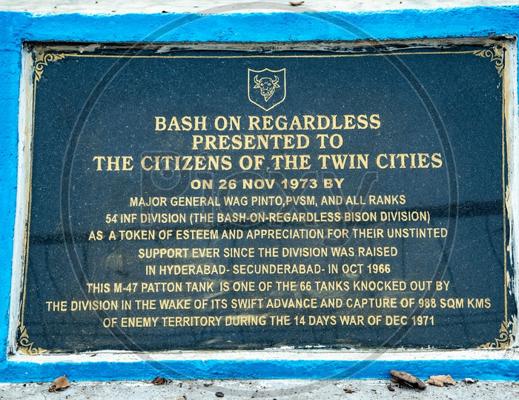 BASH ON REGARDLESS
PRESENTED TO
THE CITIZENS OF THE TWIN CITIES
ON 26 NOV 1973 BY
MAJOR GENERAL WAG PINTO,PVSM, AND ALL RANKS
54 INF DIVISION (THE BASH-ON-REGARDLESS BISON DIVISION)
AS A TOKEN OF ESTEEM AND APPRECIATION FOR THEIR UNSTINTED
SUPPORT EVER SINCE THE DIVISION WAS RAISED
IN HYDERABAD- SECUNDERABAD- IN OCT 1966
THIS M-47 PATTON TANK IS ONE OF THE 66 TANKS KNOCKED OUT BY
THE DIVISION IN THE WAKE OF ITS SWIFT ADVANCE AND CAPTURE OF 988 SQM KMS
OF ENEMY TERRITORY DURING THE 14 DAYS WAR OF DEC 1971